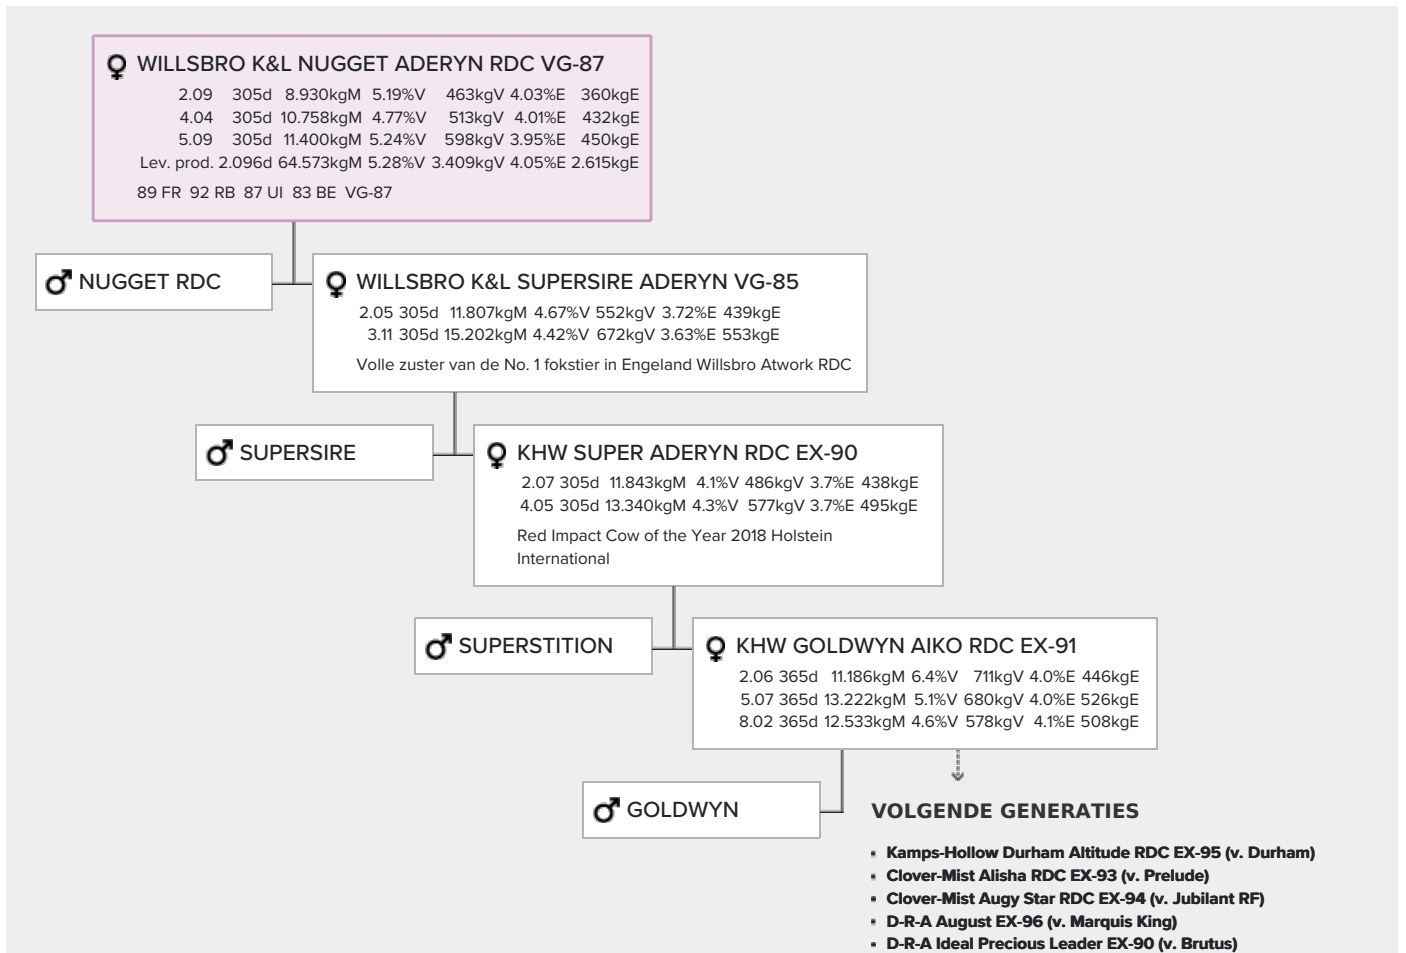 WILLSBRO K&L NUGGET ADERYN RDC VG-87
2.09 305d 8.930kgM 5.19%V 463kgV 4.03%E 360kgE
4.04 305d 10.758kgM 4.77%V 513kgV 4.01%E 432kgE
5.09 305d 11.400kgM 5.24%V 598kgV 3.95%E 450kgE
Lev. prod. 2.096d 64.573kgM 5.28%V 3.409kgV 4.05%E 2.615kgE
89 FR 92 RB 87 UI 83 BE VG-87
NUGGET RDC
WILLSBRO K&L SUPERSIRE ADERYN VG-85
2.05 305d 11.807kgM 4.67%V 552kgV 3.72%E 439kgE
3.11 305d 15.202kgM 4.42%V 672kgV 3.63%E 553kgE
Volle zuster van de No. 1 fokstier in Engeland Willsbro Atwork RDC
SUPERSIRE
KHW SUPER ADERYN RDC EX-90
2.07 305d 11.843kgM 4.1%V 486kgV 3.7%E 438kgE
4.05 305d 13.340kgM 4.3%V 577kgV 3.7%E 495kgE
Red Impact Cow of the Year 2018 Holstein
International
SUPERSTITION
KHW GOLDWYN AIKO RDC EX-91
2.06 365d 11.186kgM 6.4%V 711kgV 4.0%E 446kgE
5.07 365d 13.222kgM 5.1%V 680kgV 4.0%E 526kgE
8.02 365d 12.533kgM 4.6%V 578kgV 4.1%E 508kgE
GOLDWYN
VOLGENDE GENERATIES
Kamps-Hollow Durham Altitude RDC EX-95 (v. Durham)
Clover-Mist Alisha RDC EX-93 (v. Prelude)
Clover-Mist Augy Star RDC EX-94 (v. Jubilant RF)
D-R-A August EX-96 (v. Marquis King)
D-R-A Ideal Precious Leader EX-90 (v. Brutus)